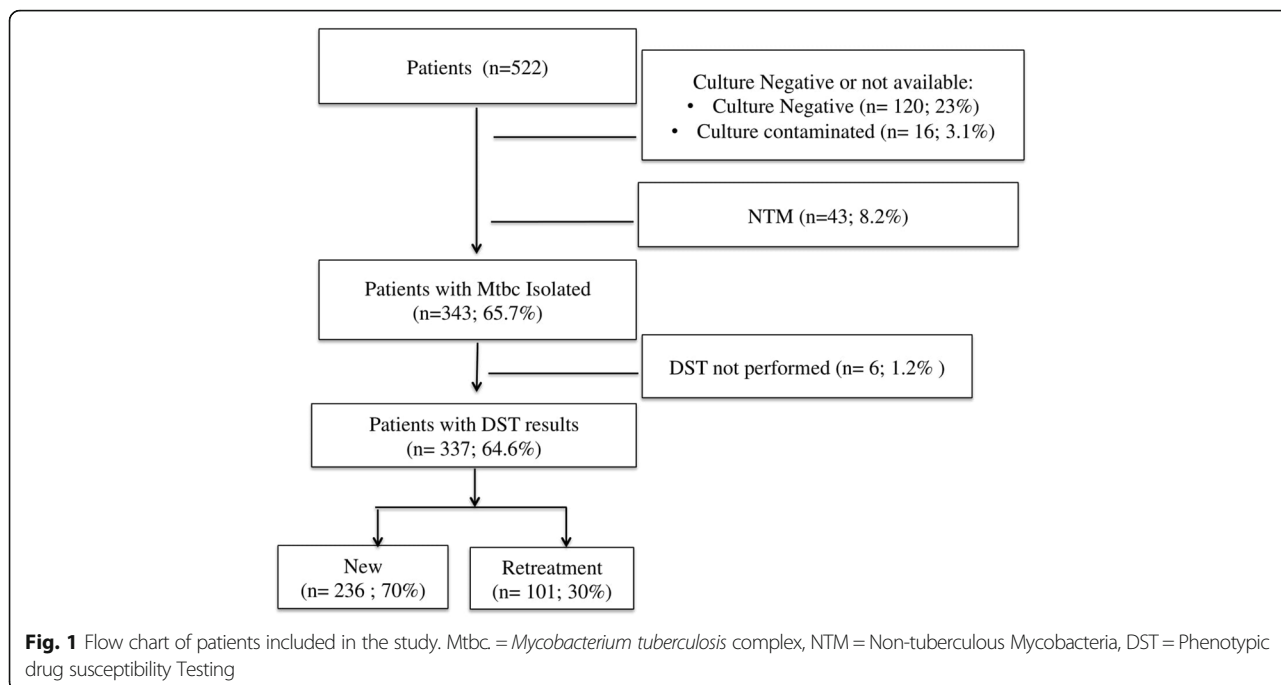 Patients (n=522)
Culture Negative or not available:
• Culture Negative (n= 120; 23%)
• Culture contaminated (n= 16; 3.1%)
NTM (n=43; 8.2%)
Patients with Mtbc Isolated
(n=343; 65.7%)
DST not performed (n= 6; 1.2% )
Patients with DST results
(n= 337; 64.6%)
New
(n= 236 ; 70%)
Retreatment
(n= 101; 30%)
Fig. 1 Flow chart of patients included in the study. Mtbc. = Mycobacterium tuberculosis complex, NTM = Non-tuberculous Mycobacteria, DST = Phenotypic
drug susceptibility Testing